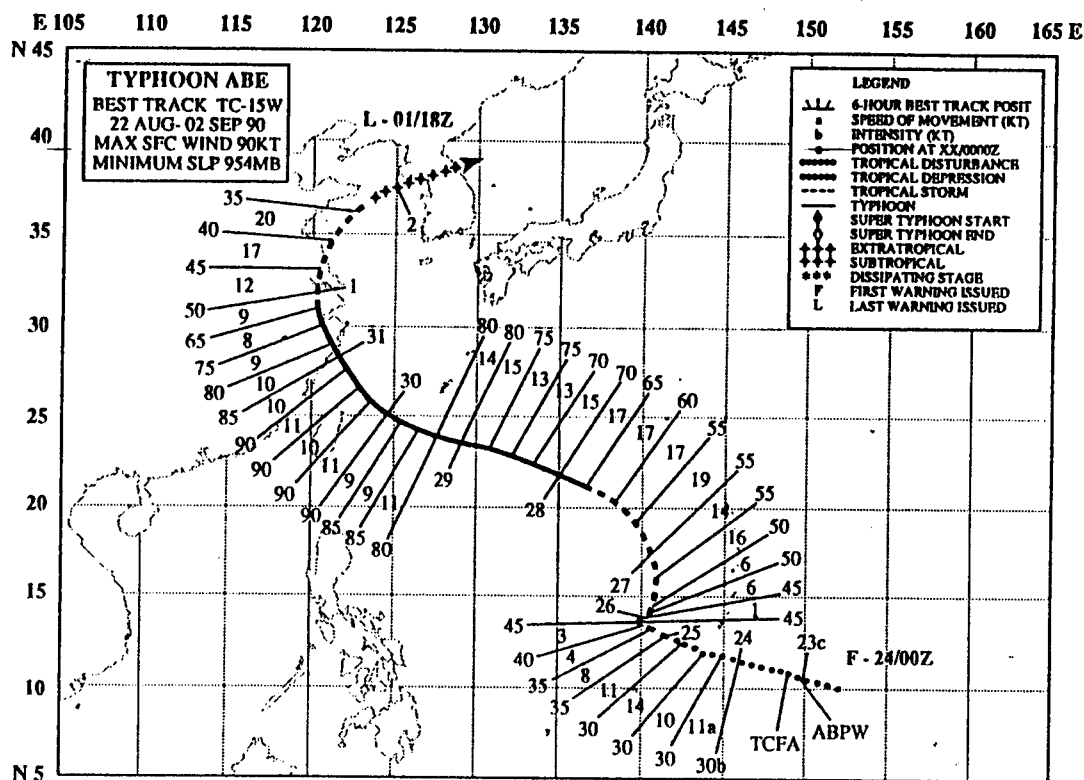 E 105 110 115 120 125 130 135 140 145 150 155 160 165 E
N 45
TYPHOON ABE
BEST TRACK TC-15W
22 AUG- 02 SEP 90
MAX SFC WIND 90KT
MINIMUM SLP 954MB
LEGEND
6-HOUR BEST TRACK POSIT
a SPEED OF MOVEMENT (KT)
b INTENSITY (KT)
POSITION AT XX/0000Z
TROPICAL DISTURBANCE
TROPICAL DEPRESSION
TROPICAL STORM
TYPHOON
SUPER TYPHOON START
SUPER TYPHOON END
EXTRATROPICAL
SUBTROPICAL
DISSIPATING STAGE
F FIRST WARNING ISSUED
L LAST WARNING ISSUED
L - 01/18Z
40
35
20
2
40
17
35
45
12
1
50
9
30
65
8
75
9
31
80
10
85
10
30
90
11
25
90
10
90
11
90
9
85
9
85
11
80
29
80
14
80
15
75
13
75
13
70
15
70
17
65
17
60
17
55
19
55
14
55
16
50
6
50
6
45
1
45
28
20
27
15
26
45
3
40
4
35
8
35
11
30
14
30
10
30
11a
30b
25
24
23c
F - 24/00Z
TCFA
ABPW
10
N 5